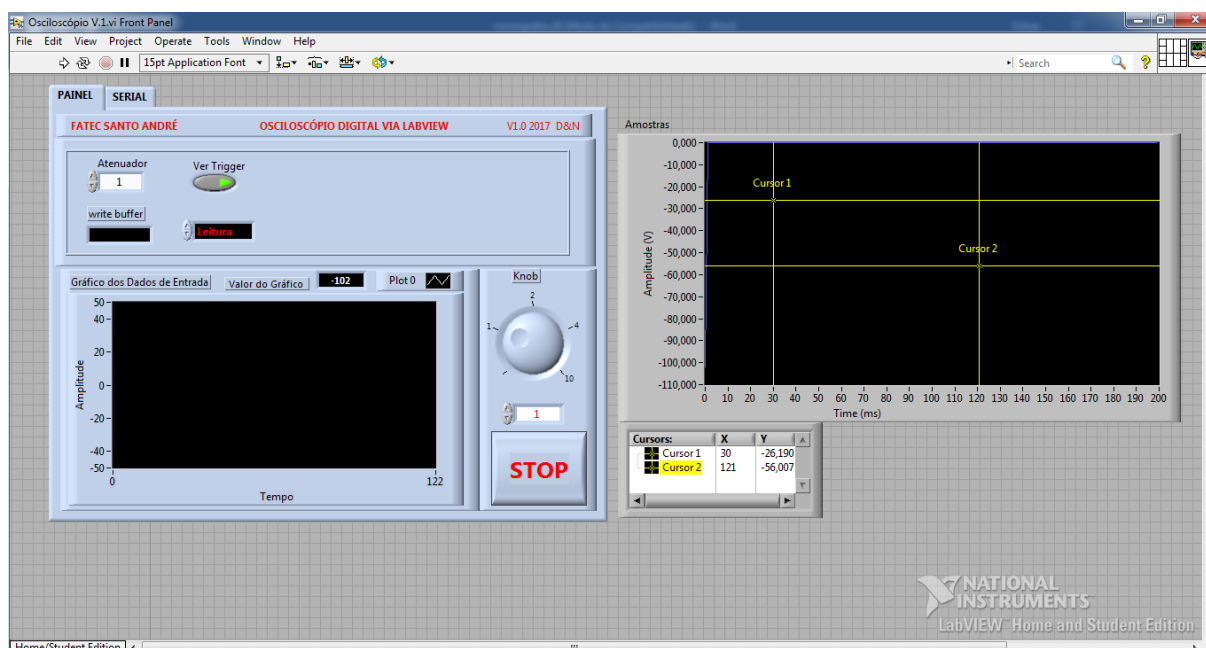 Osciloscópio V.1.vi Front Panel
File Edit View Project Operate Tools Window Help
15pt Application Font
Search
PAINEL SERIAL
FATEC SANTO ANDRÉ OSCILOSCÓPIO DIGITAL VIA LABVIEW V1.0 2017 D&N
Atenuador
1
Ver Trigger
write buffer
Leitura
Gráfico dos Dados de Entrada
Valor do Gráfico
-102
Plot 0
50
40
20
0
-20
-40
-50
Amplitude
0 122
Tempo
Knob
1 2 4 10
1
STOP
Amostras
0,000
-10,000
-20,000
-30,000
-40,000
-50,000
-60,000
-70,000
-80,000
-90,000
-100,000
-110,000
Amplitude (V)
Cursor 1
Cursor 2
0 10 20 30 40 50 60 70 80 90 100 110 120 130 140 150 160 170 180 190 200
Time (ms)
Cursors: X Y
Cursor 1 30 -26,190
Cursor 2 121 -56,007
NATIONAL
INSTRUMENTS
LabVIEW™ Home and Student Edition
Home/Student Edition